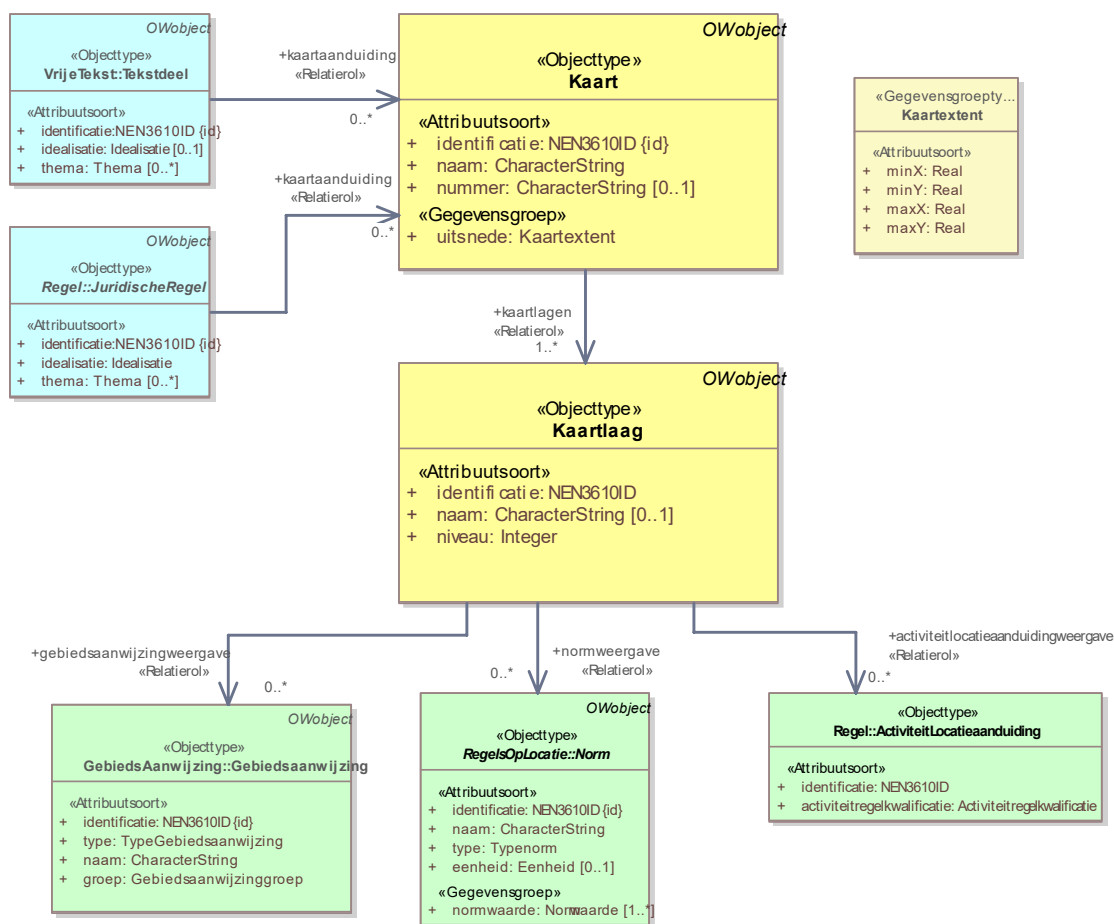 OWobject
«Objecttype»
VrijeTekst::Tekstdeel
«Attribuutsoort»
+ identificatie:NEN3610ID {id}
+ idealisatie: Idealisatie [0..1]
+ thema: Thema [0..*]
+kaartaanduiding
«Relatierol»
0..*
OWobject
«Objecttype»
Kaart
«Attribuutsoort»
+ identificatie: NEN3610ID {id}
+ naam: CharacterString
+ nummer: CharacterString [0..1]
«Gegevensgroep»
+ uitsnede: Kaartextent
«Gegevensgroepty...
Kaartextent
«Attribuutsoort»
+ minX: Real
+ minY: Real
+ maxX: Real
+ maxY: Real
+kaartaanduiding
«Relatierol»
0..*
OWobject
«Objecttype»
Regel::JuridischeRegel
«Attribuutsoort»
+ identificatie:NEN3610ID {id}
+ idealisatie: Idealisatie
+ thema: Thema [0..*]
+kaartlagen
«Relatierol»
1..*
OWobject
«Objecttype»
Kaartlaag
«Attribuutsoort»
+ identificatie: NEN3610ID
+ naam: CharacterString [0..1]
+ niveau: Integer
+gebiedsaanwijzingweergave
«Relatierol»
0..*
+normweergave
«Relatierol»
0..*
+activiteitlocatieaanduidingweergave
«Relatierol»
0..*
OWobject
«Objecttype»
GebiedsAanwijzing::Gebiedsaanwijzing
«Attribuutsoort»
+ identificatie: NEN3610ID {id}
+ type: TypeGebiedsaanwijzing
+ naam: CharacterString
+ groep: Gebiedsaanwijzinggroep
OWobject
«Objecttype»
RegelsOpLocatie::Norm
«Attribuutsoort»
+ identificatie: NEN3610ID {id}
+ naam: CharacterString
+ type: Typenorm
+ eenheid: Eenheid [0..1]
«Gegevensgroep»
+ normwaarde: Normwaarde [1..*]
«Objecttype»
Regel::ActiviteitLocatieaanduiding
«Attribuutsoort»
+ identificatie: NEN3610ID
+ activiteitregelkwalificatie: Activiteitregelkwalificatie